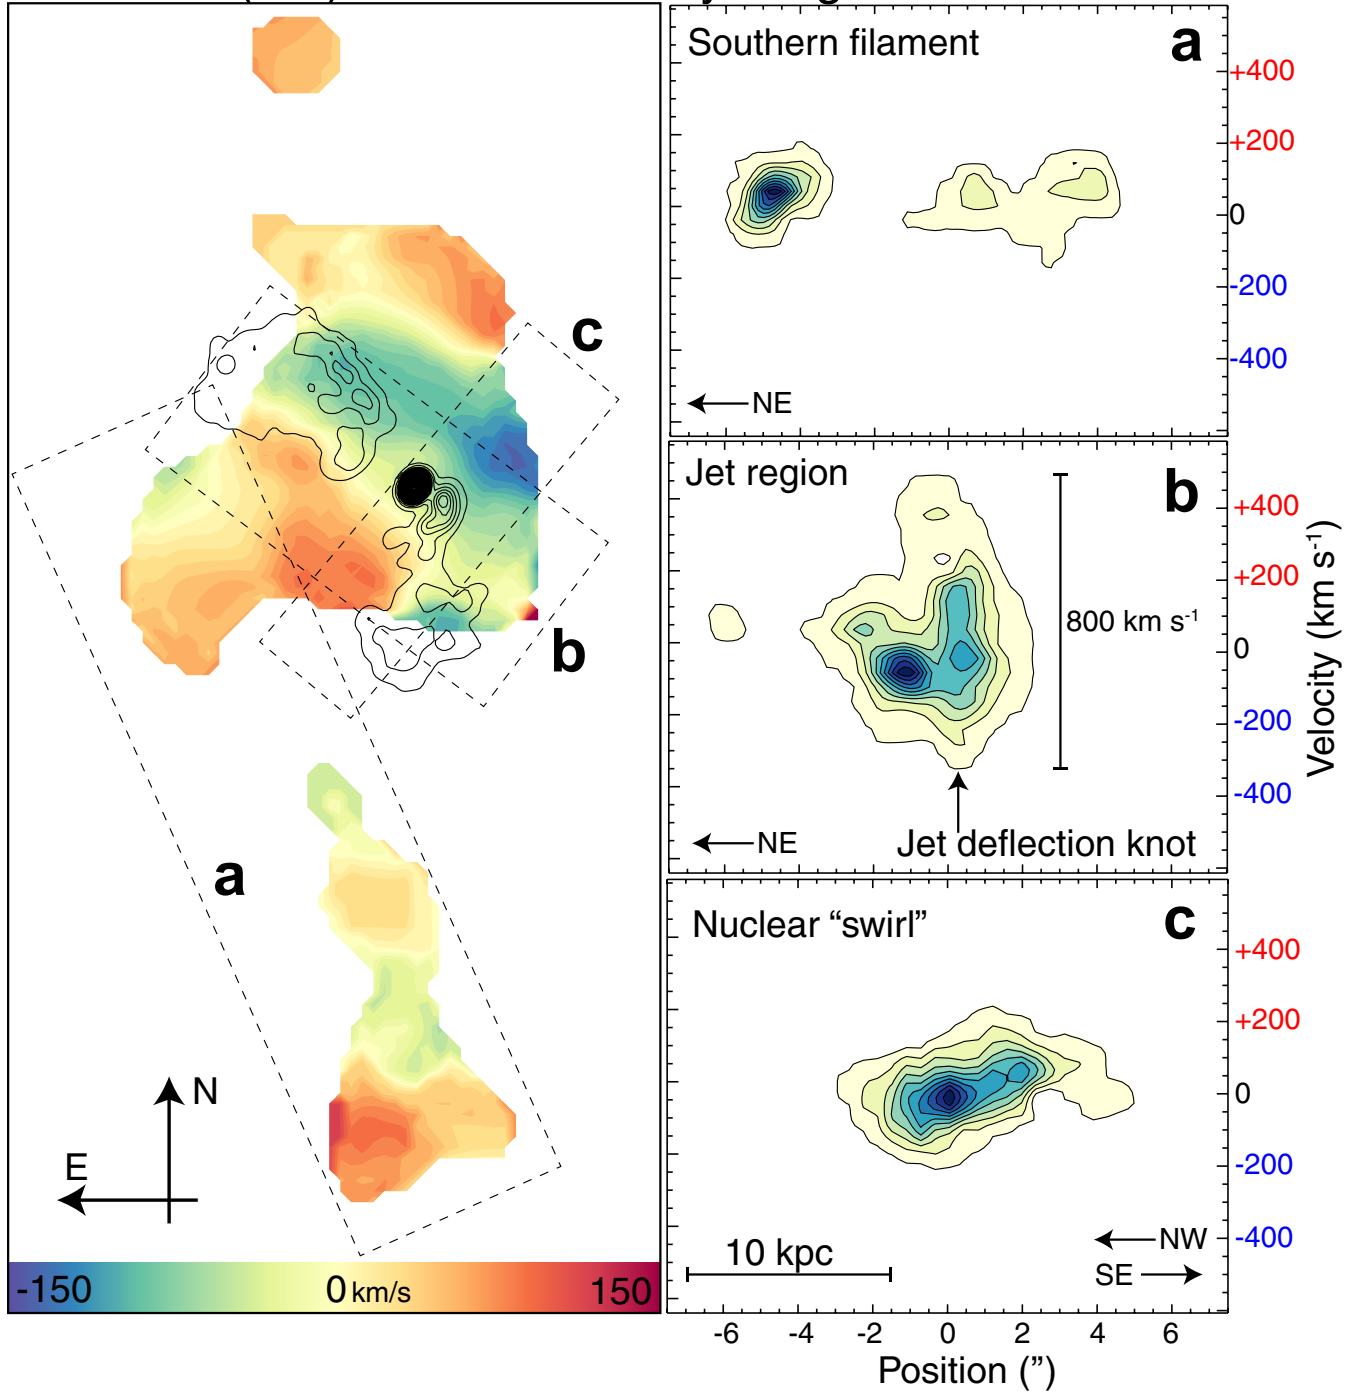 c
b
a
N
E
-150
0 km/s
150
Southern filament
a
+400
+200
0
-200
-400
NE
Jet region
b
+400
+200
0
-200
-400
800 km s-1
Jet deflection knot
NE
Velocity (km s-1)
Nuclear “swirl”
c
+400
+200
0
-200
-400
10 kpc
NW
SE
-6 -4 -2 0 2 4 6
Position (”)